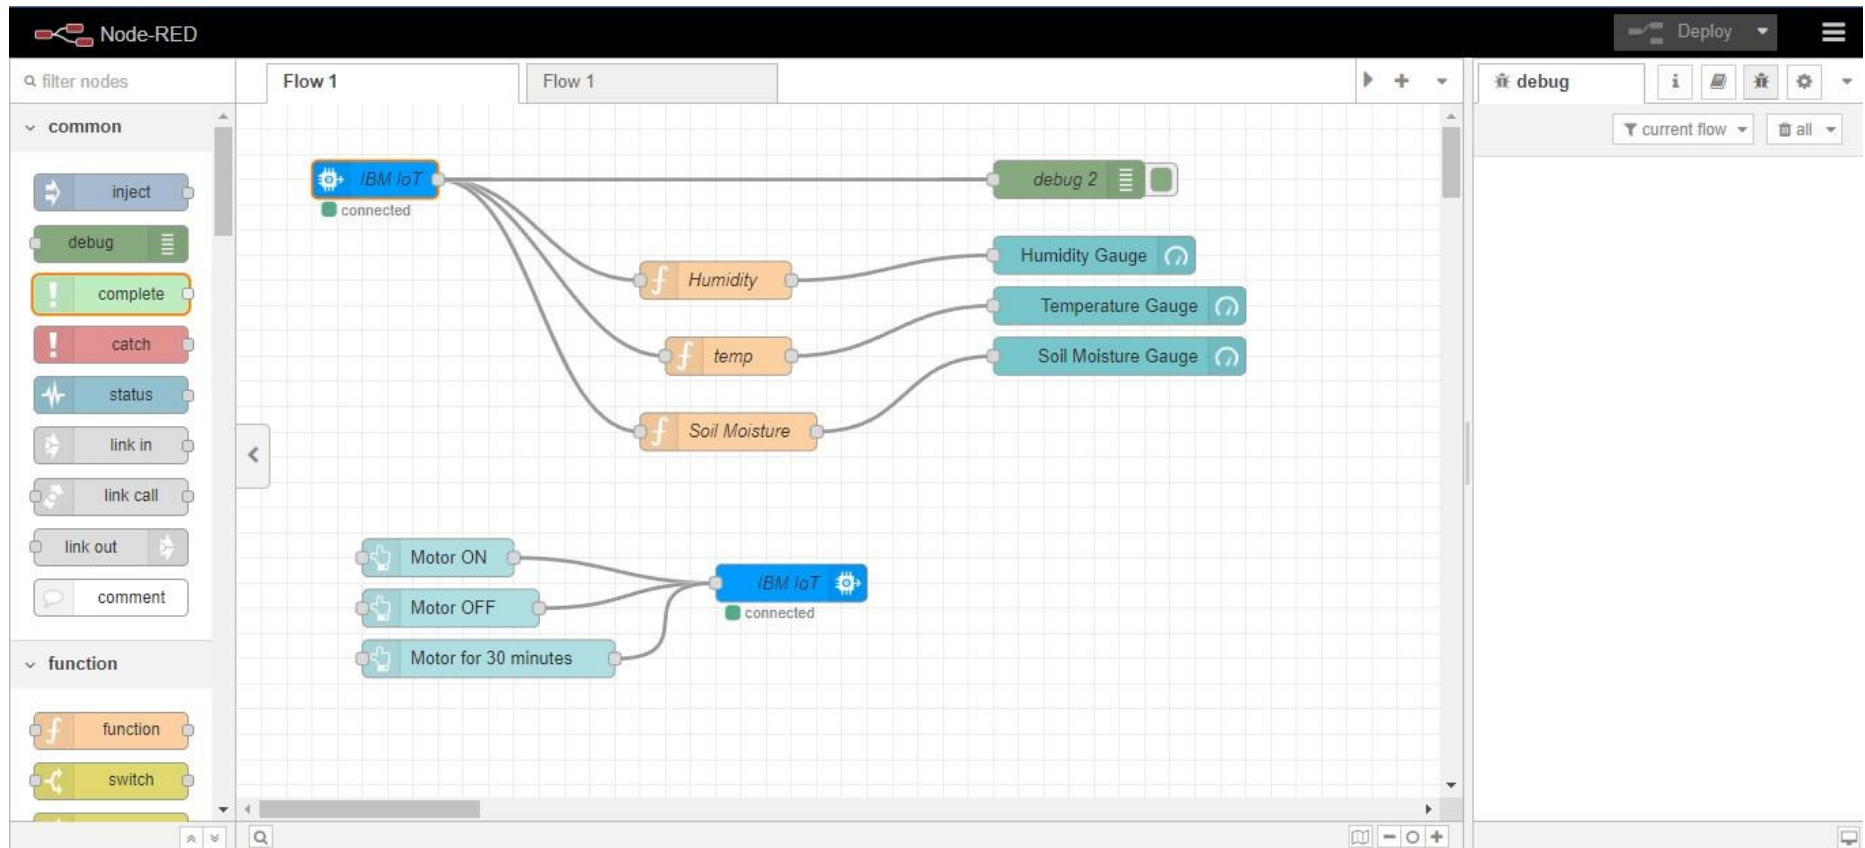 Node-RED
Deploy
filter nodes
Flow 1
Flow 1
debug
i
common
current flow
all
inject
debug
complete
catch
status
link in
link call
link out
comment
function
function
switch
IBM IoT
connected
debug 2
Humidity
Humidity Gauge
temp
Temperature Gauge
Soil Moisture
Soil Moisture Gauge
Motor ON
Motor OFF
Motor for 30 minutes
IBM IoT
connected